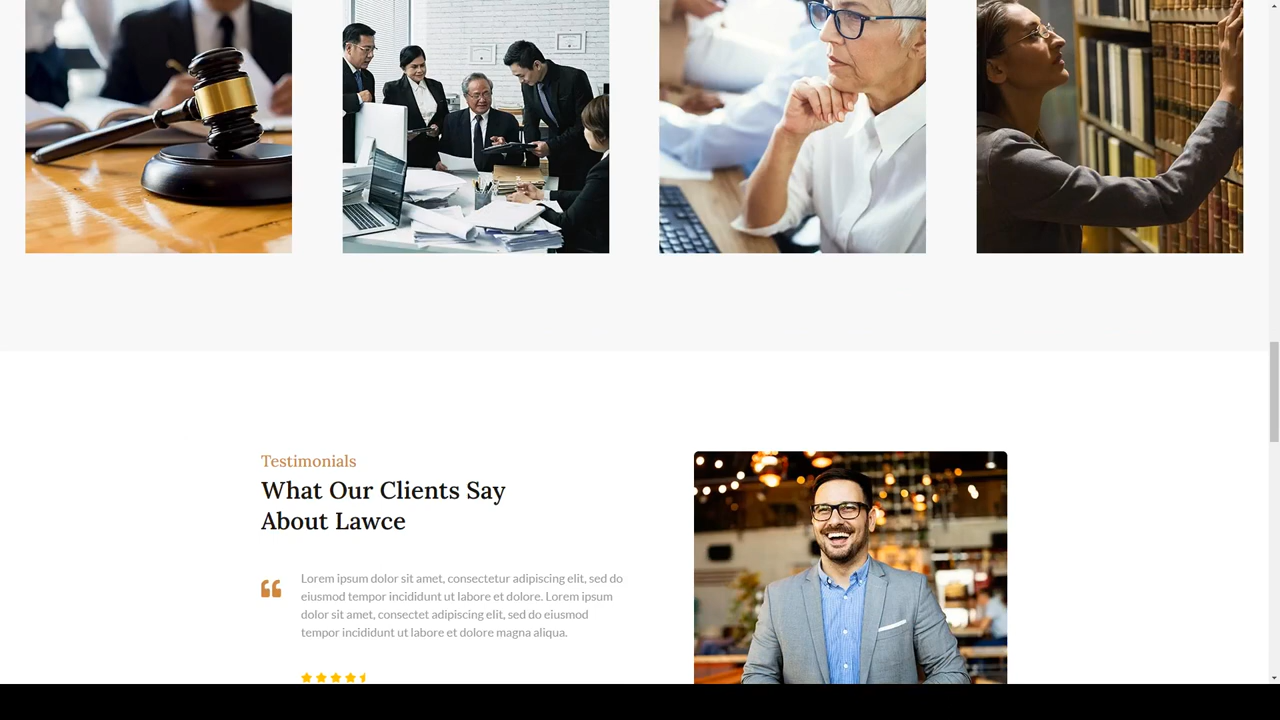 Testimonials
What Our Clients Say
About Lawce
Lorem ipsum dolor sit amet, consectetur adipiscing elit, sed do
eiusmod tempor incididunt ut labore et dolore. Lorem ipsum
dolor sit amet, consectet adipiscing elit, sed do eiusmod
tempor incididunt ut labore et dolore magna aliqua.